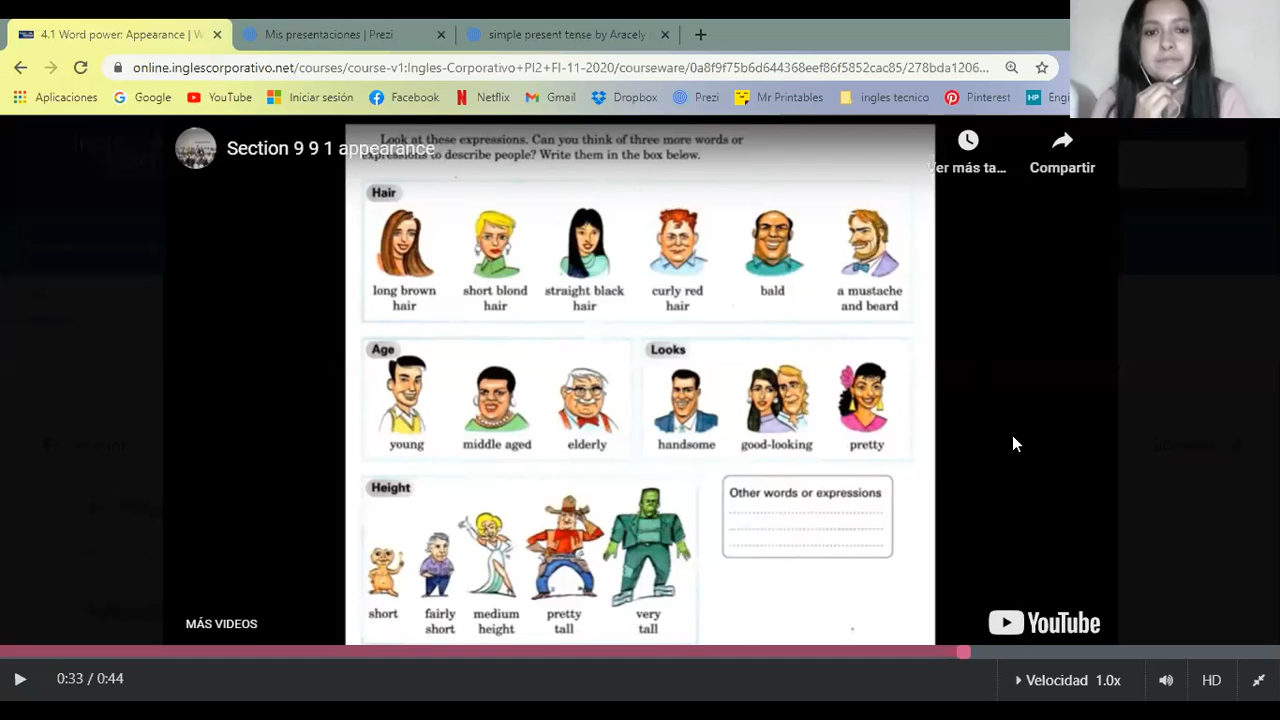 4.1 Word power: Appearance | W
Mis presentaciones | Prezi
simple present tense by Aracely
online.inglescorporativo.net/courses/course-v1:Ingles-Corporativo+PI2+FI-11-2020/courseware/0a8f9f75b6d644368eef86f5852cac85/278bda1206...
Aplicaciones
Google
YouTube
Iniciar sesión
Facebook
Netflix
Gmail
Dropbox
Prezi
Mr Printables
ingles tecnico
Pinterest
Engl
Section 9 9 1 appearance
Look at these expressions. Can you think of three more words or
expressions to describe people? Write them in the box below.
Ver más ta...
Compartir
Hair
long brown
hair
short blond
hair
straight black
hair
curly red
hair
bald
a mustache
and beard
Age
young
middle aged
elderly
Looks
handsome
good-looking
pretty
Height
short
fairly
short
medium
height
pretty
tall
very
tall
Other words or expressions
MÁS VIDEOS
YouTube
0:33 / 0:44
Velocidad 1.0x
HD